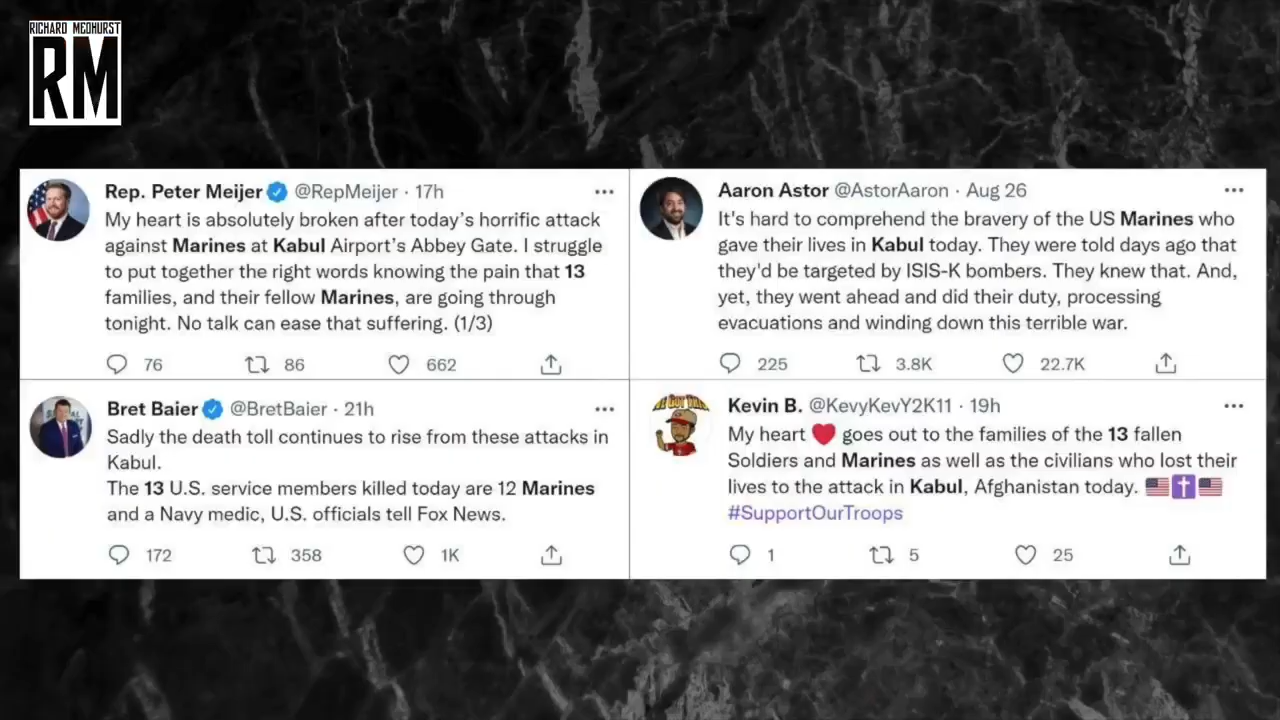 RICHARD MEDHURST
RM
Rep. Peter Meijer @RepMeijer · 17h
My heart is absolutely broken after today's horrific attack
against Marines at Kabul Airport's Abbey Gate. I struggle
to put together the right words knowing the pain that 13
families, and their fellow Marines, are going through
tonight. No talk can ease that suffering. (1/3)
76 86 662
Aaron Astor @AstorAaron · Aug 26
It's hard to comprehend the bravery of the US Marines who
gave their lives in Kabul today. They were told days ago that
they'd be targeted by ISIS-K bombers. They knew that. And,
yet, they went ahead and did their duty, processing
evacuations and winding down this terrible war.
225 3.8K 22.7K
Bret Baier @BretBaier · 21h
Sadly the death toll continues to rise from these attacks in
Kabul.
The 13 U.S. service members killed today are 12 Marines
and a Navy medic, U.S. officials tell Fox News.
172 358 1K
Kevin B. @KevyKevY2K11 · 19h
My heart ❤️ goes out to the families of the 13 fallen
Soldiers and Marines as well as the civilians who lost their
lives to the attack in Kabul, Afghanistan today. 🇺🇸✝️🇺🇸
#SupportOurTroops
1 5 25